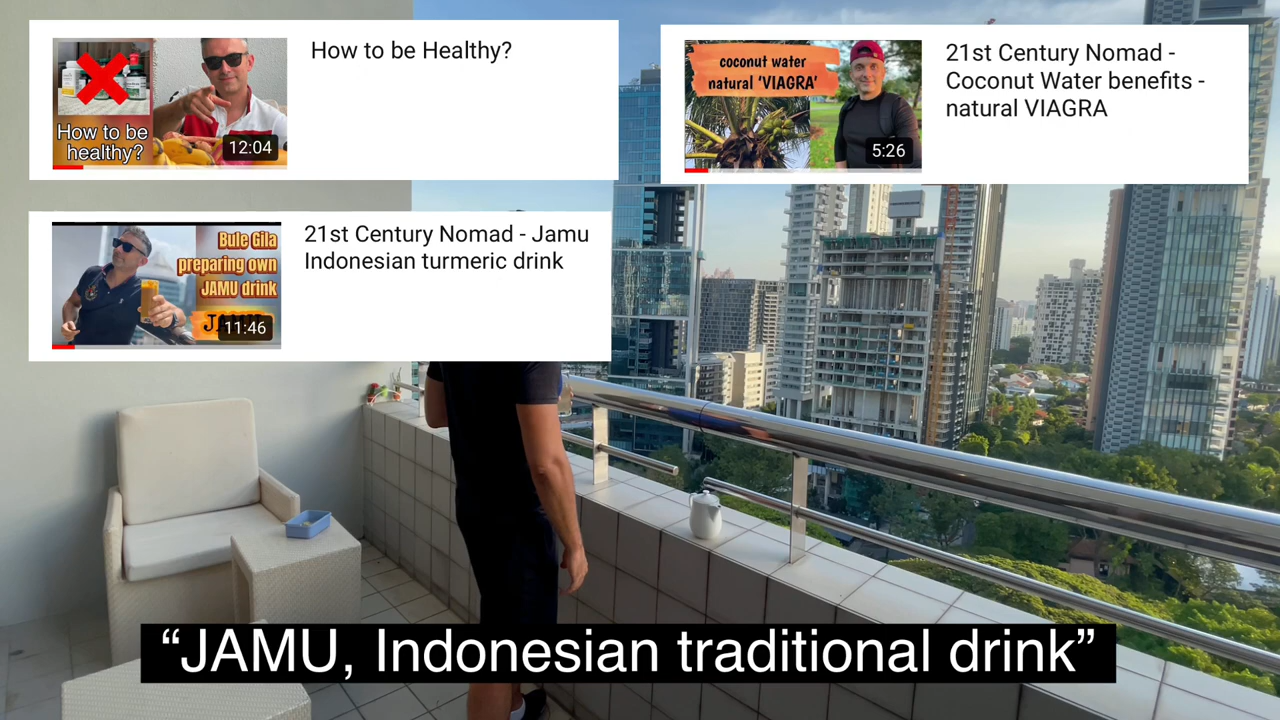 How to be
healthy?
12:04
How to be Healthy?
coconut water
natural 'VIAGRA'
5:26
21st Century Nomad -
Coconut Water benefits -
natural VIAGRA
Bule Gila
preparing own
JAMU drink
11:46
21st Century Nomad - Jamu
Indonesian turmeric drink
“JAMU, Indonesian traditional drink”